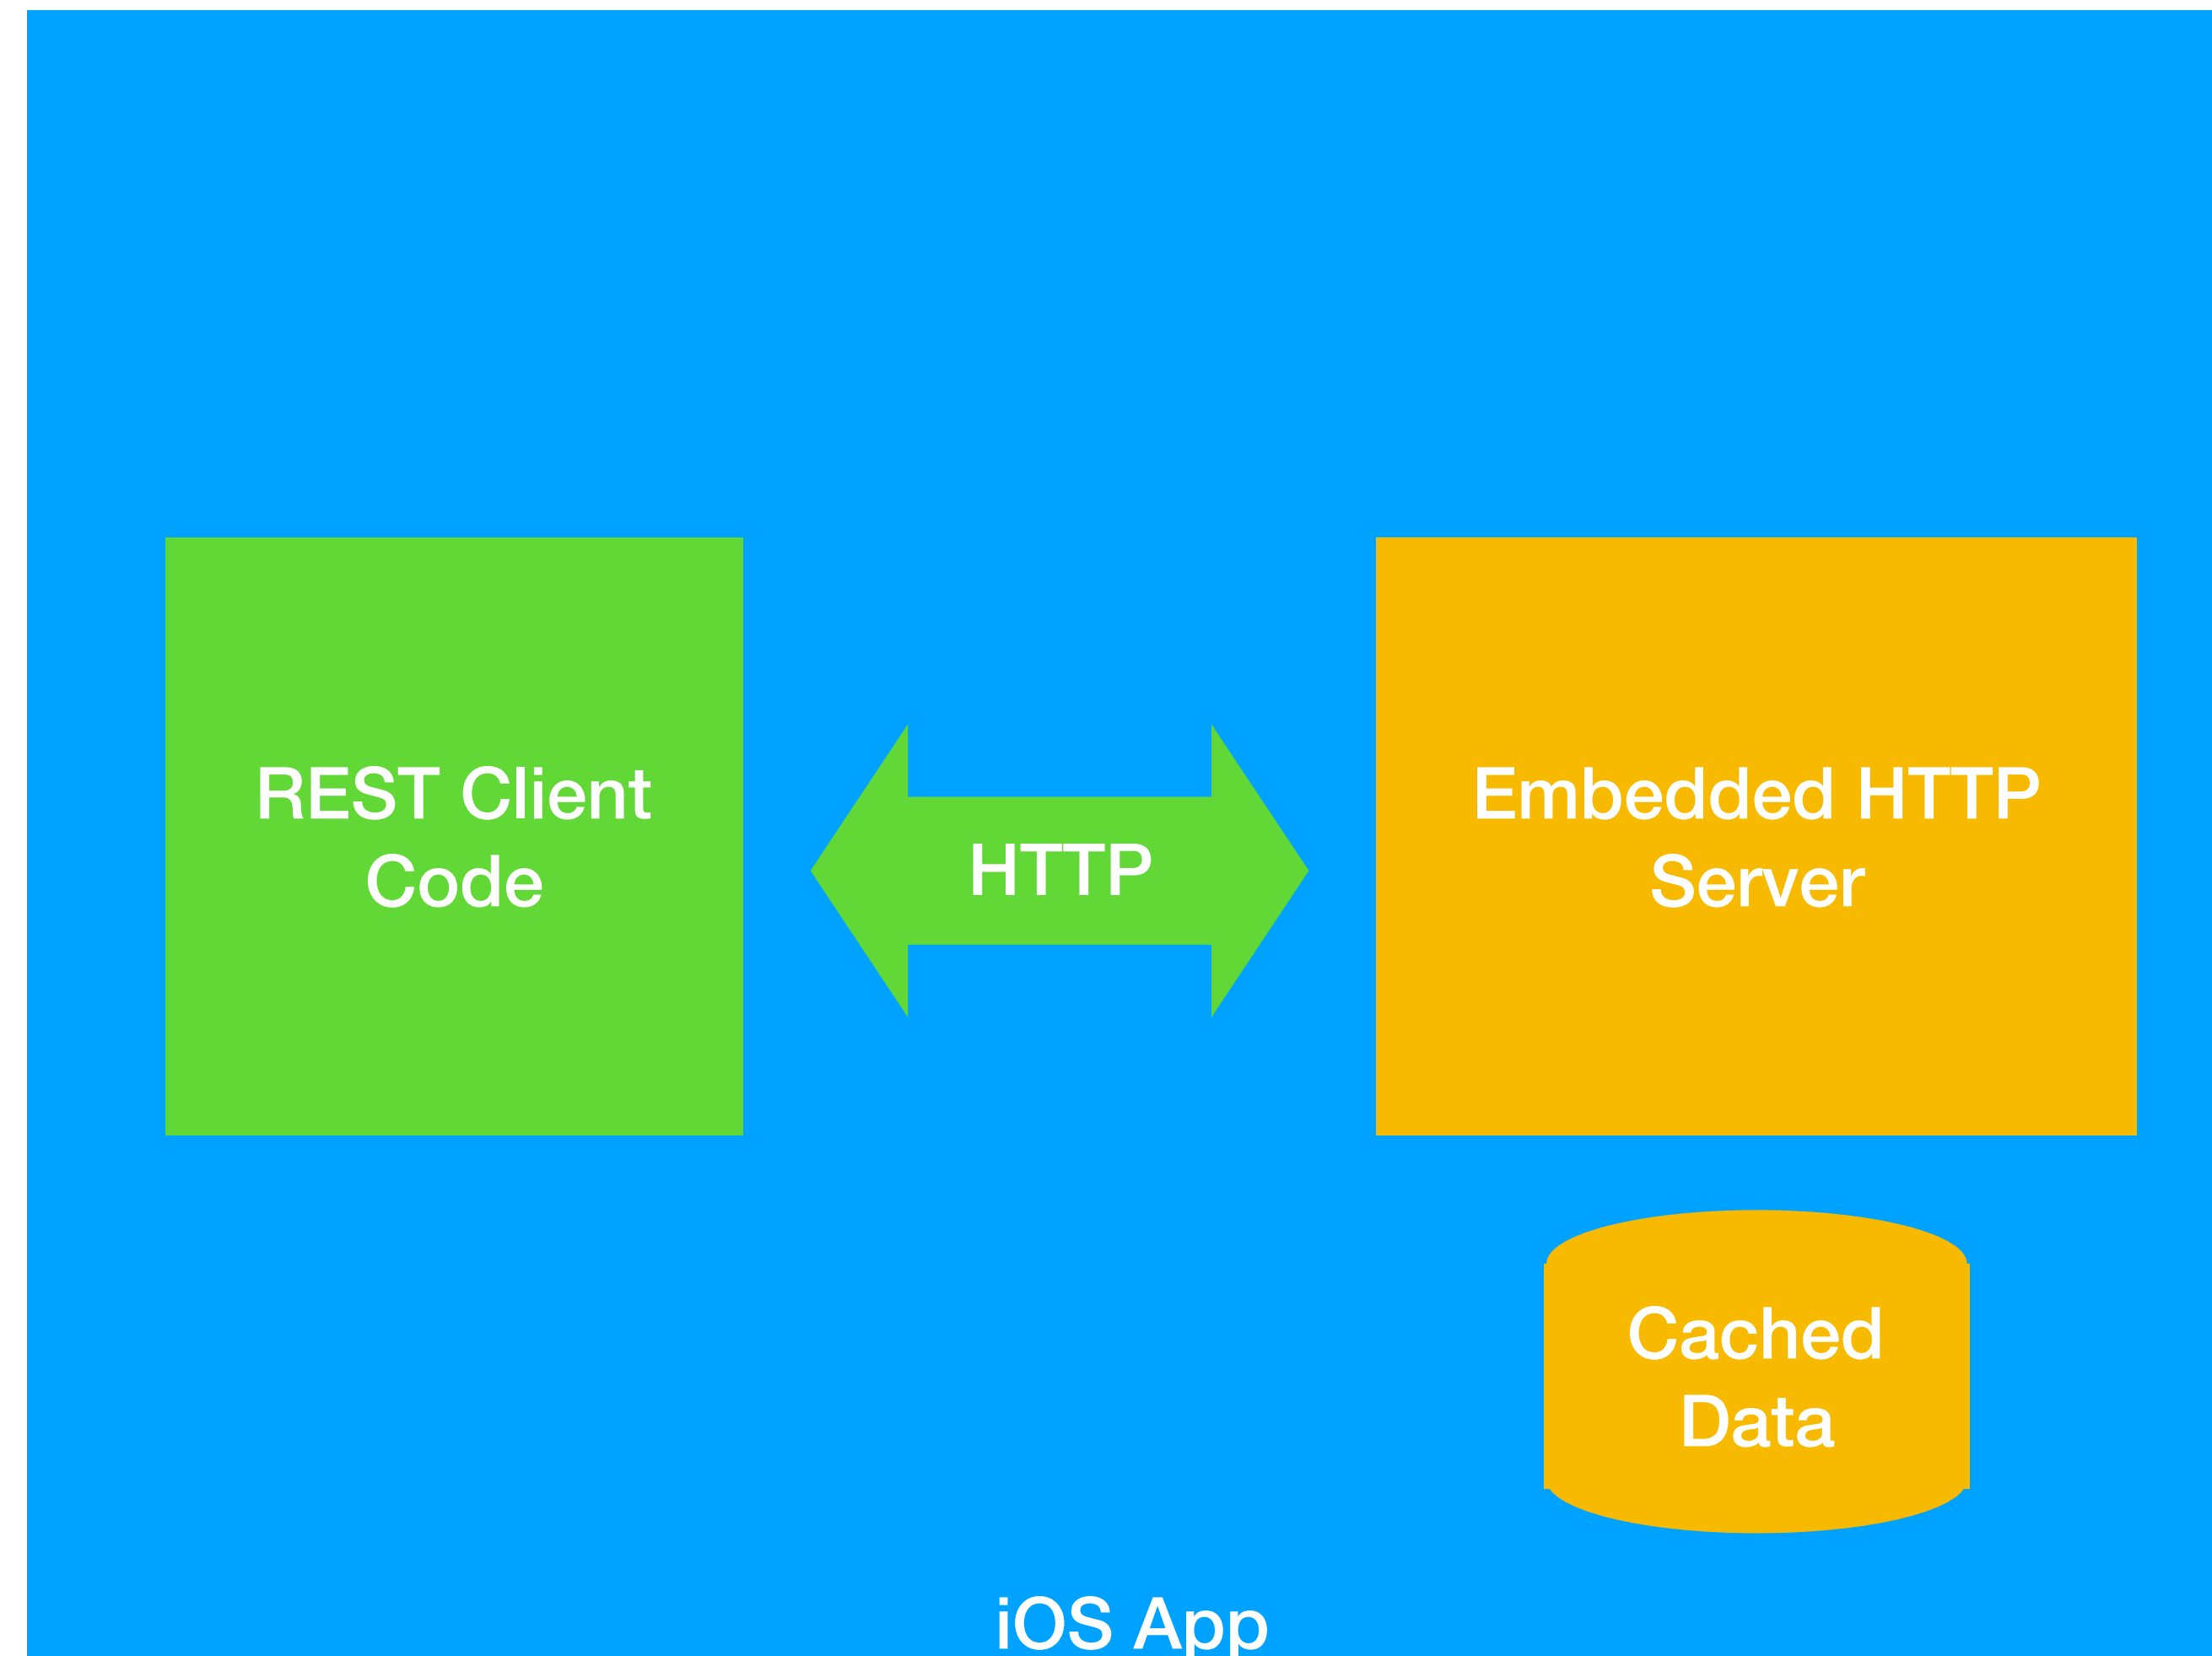 REST Client
Code
HTTP
Embedded HTTP
Server
Cached
Data
iOS App